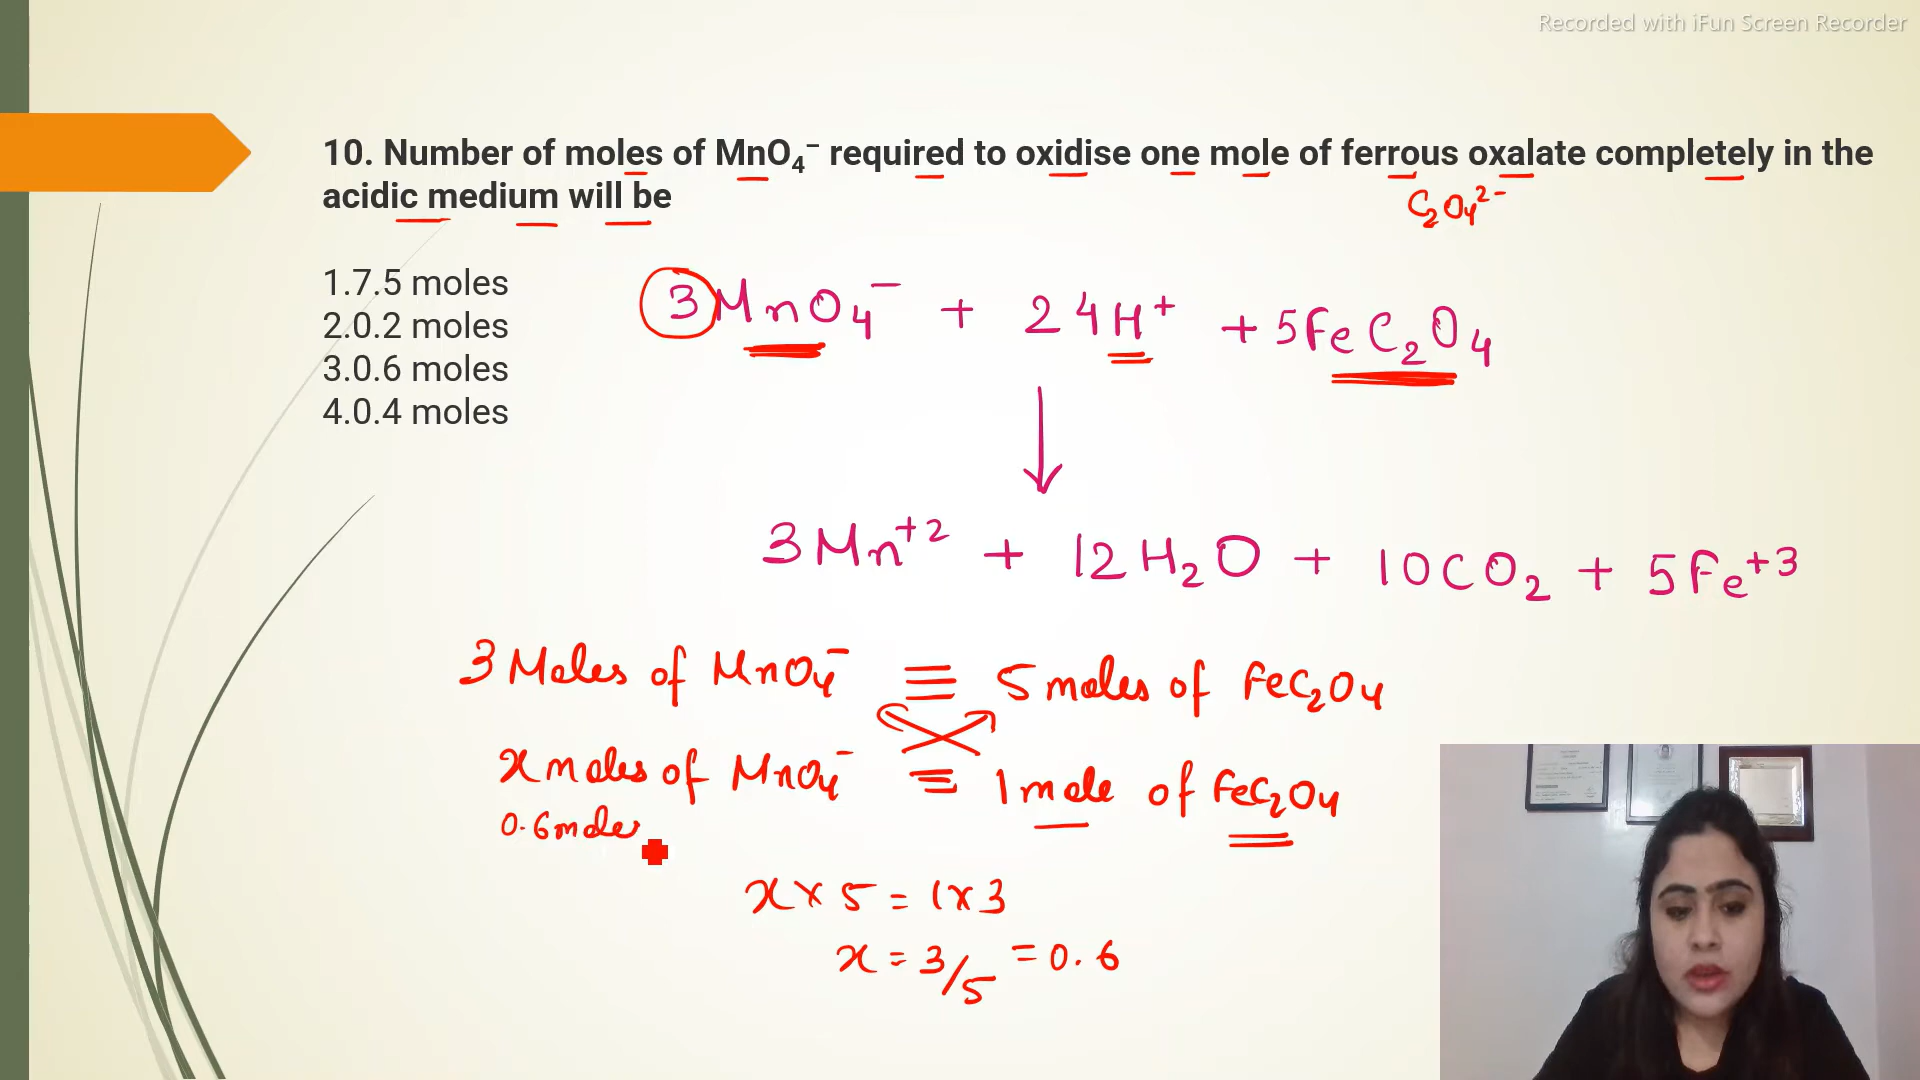 Recorded with iFun Screen Recorder
10. Number of moles of MnO₄⁻ required to oxidise one mole of ferrous oxalate completely in the
acidic medium will be
C₂O₄²⁻
1.7.5 moles
2.0.2 moles
3.0.6 moles
4.0.4 moles
3MnO₄⁻ + 24H⁺ + 5FeC₂O₄
↓
3Mn⁺² + 12H₂O + 10CO₂ + 5Fe⁺³
3 Moles of MnO₄⁻ ≡ 5 moles of FeC₂O₄
x moles of MnO₄⁻ ≡ 1 mole of FeC₂O₄
0.6 moles
x × 5 = 1 × 3
x = 3/5 = 0.6